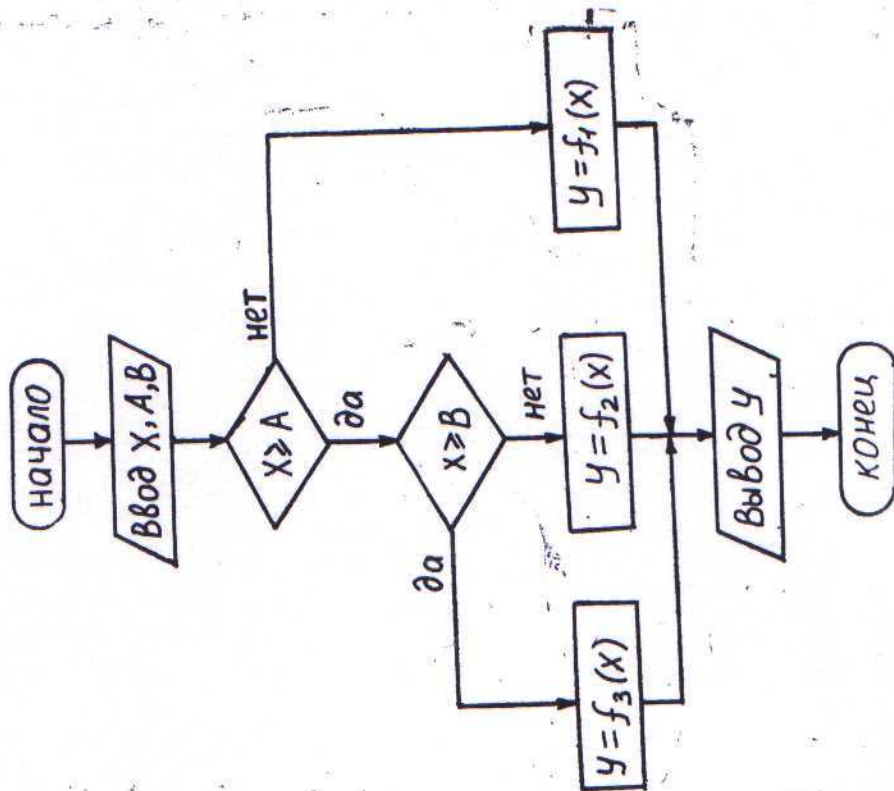 начало
Ввод X, A, B
X ≥ A
нет
да
X ≥ B
да
нет
y = f₃(X)
y = f₂(X)
y = f₁(X)
Вывод y
конец